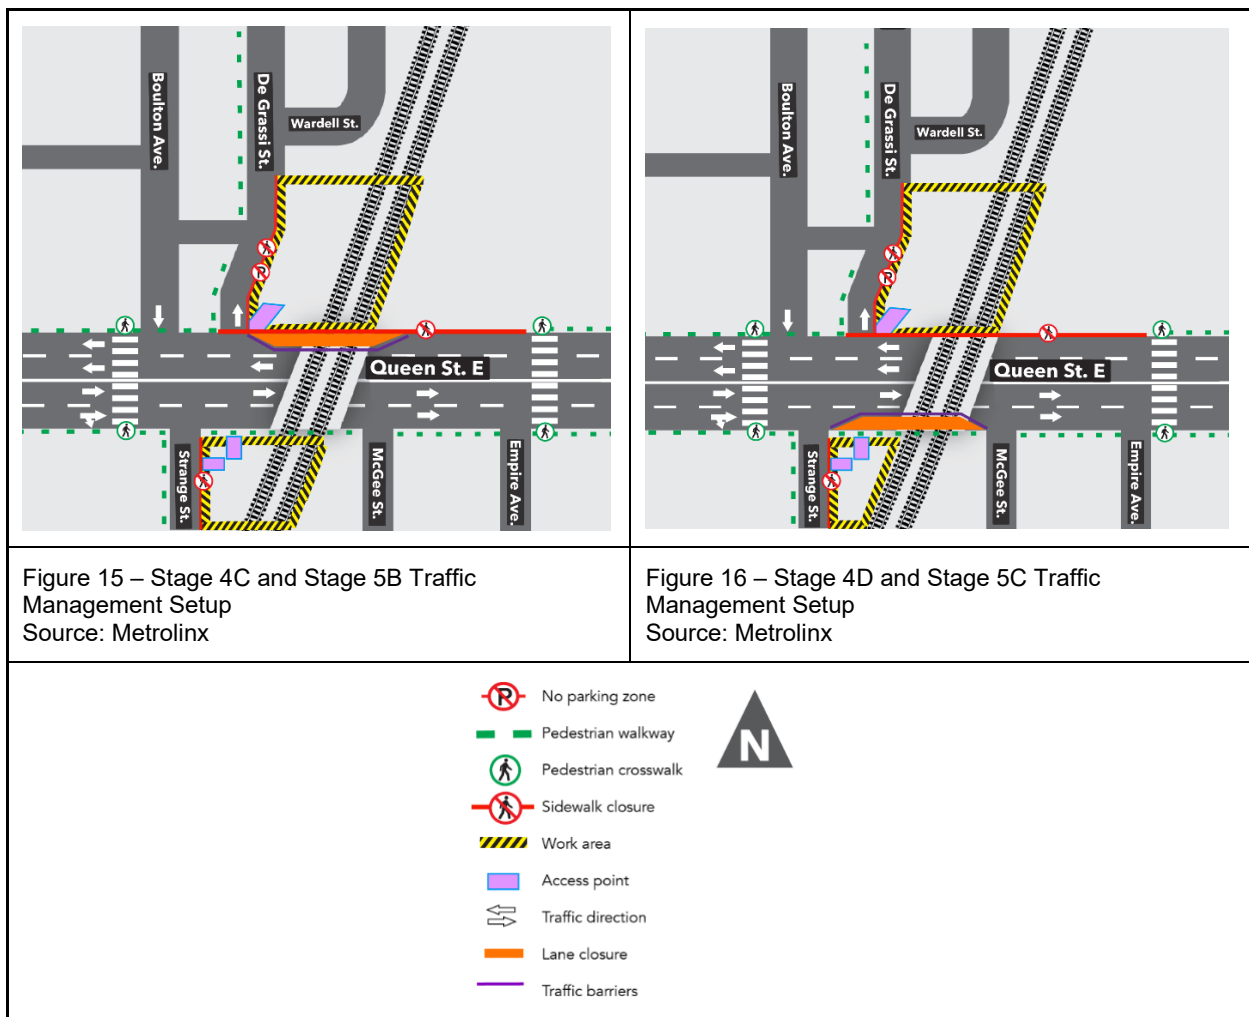 Boulton Ave.
De Grassi St.
Wardell St.
P
Queen St. E
Strange St.
McGee St.
Empire Ave.
Boulton Ave.
De Grassi St.
Wardell St.
P
Queen St. E
Strange St.
McGee St.
Empire Ave.
Figure 15 – Stage 4C and Stage 5B Traffic
Management Setup
Source: Metrolinx
Figure 16 – Stage 4D and Stage 5C Traffic
Management Setup
Source: Metrolinx
P No parking zone
Pedestrian walkway
Pedestrian crosswalk
Sidewalk closure
Work area
Access point
Traffic direction
Lane closure
Traffic barriers
N